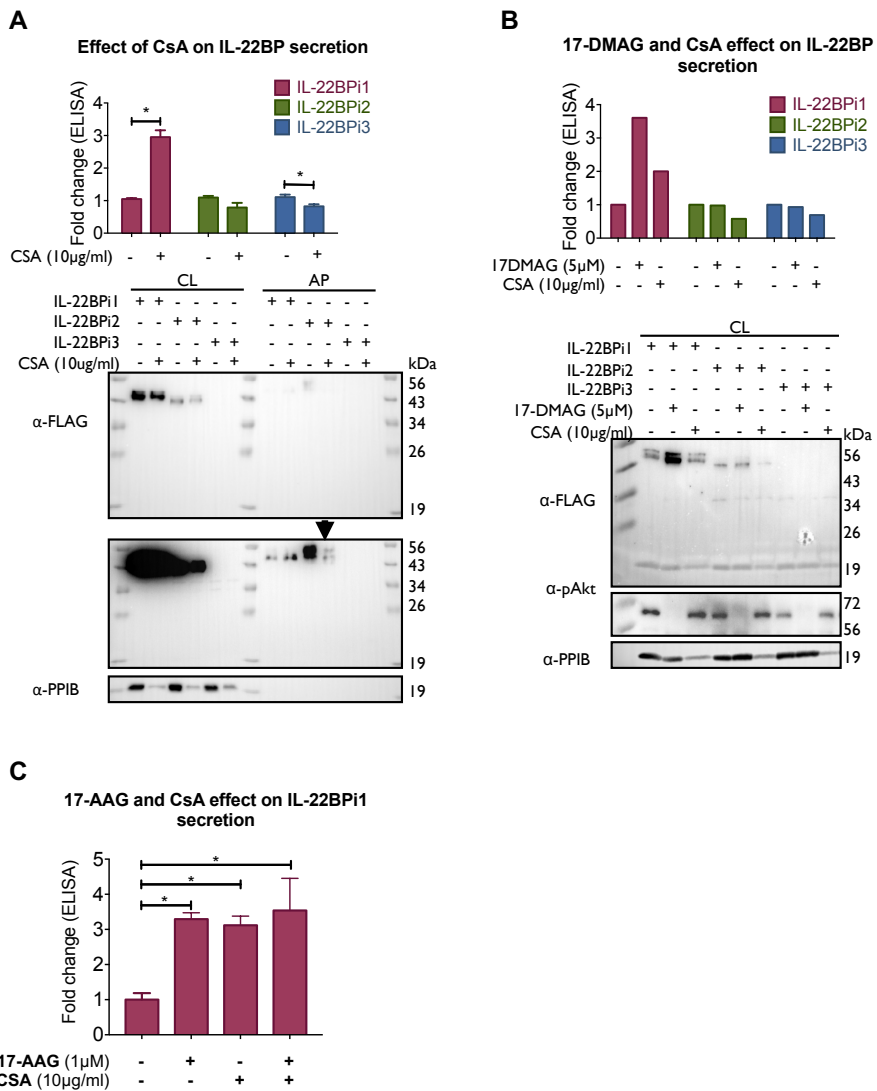 A
Effect of CsA on IL-22BP secretion
Fold change (ELISA)
4
3
2
1
0
IL-22BPi1
IL-22BPi2
IL-22BPi3
* *
CSA (10µg/ml) - + - + - +
CL AP
IL-22BPi1 + + - - - - + + - - - -
IL-22BPi2 - - + + - - - - + + - -
IL-22BPi3 - - - - + + - - - - + +
CSA (10ug/ml) - + - + - + - + - + - +
kDa
α-FLAG
56
43
34
26
19
56
43
34
26
19
α-PPIB 19
B
17-DMAG and CsA effect on IL-22BP
secretion
Fold change (ELISA)
4
3
2
1
0
IL-22BPi1
IL-22BPi2
IL-22BPi3
17DMAG (5µM) - + - - + - - + -
CSA (10µg/ml) - - + - - + - - +
CL
IL-22BPi1 + + + - - - - - -
IL-22BPi2 - - - + + + - - -
IL-22BPi3 - - - - - - + + +
17-DMAG (5µM) - + - - + - - + -
CSA (10µg/ml) - - + - - + - - +
kDa
α-FLAG
56
43
34
26
19
α-pAkt
72
56
α-PPIB 19
C
17-AAG and CsA effect on IL-22BPi1
secretion
Fold change (ELISA)
5
4
3
2
1
0
*
*
*
17-AAG (1µM) - + - +
CSA (10µg/ml) - - + +